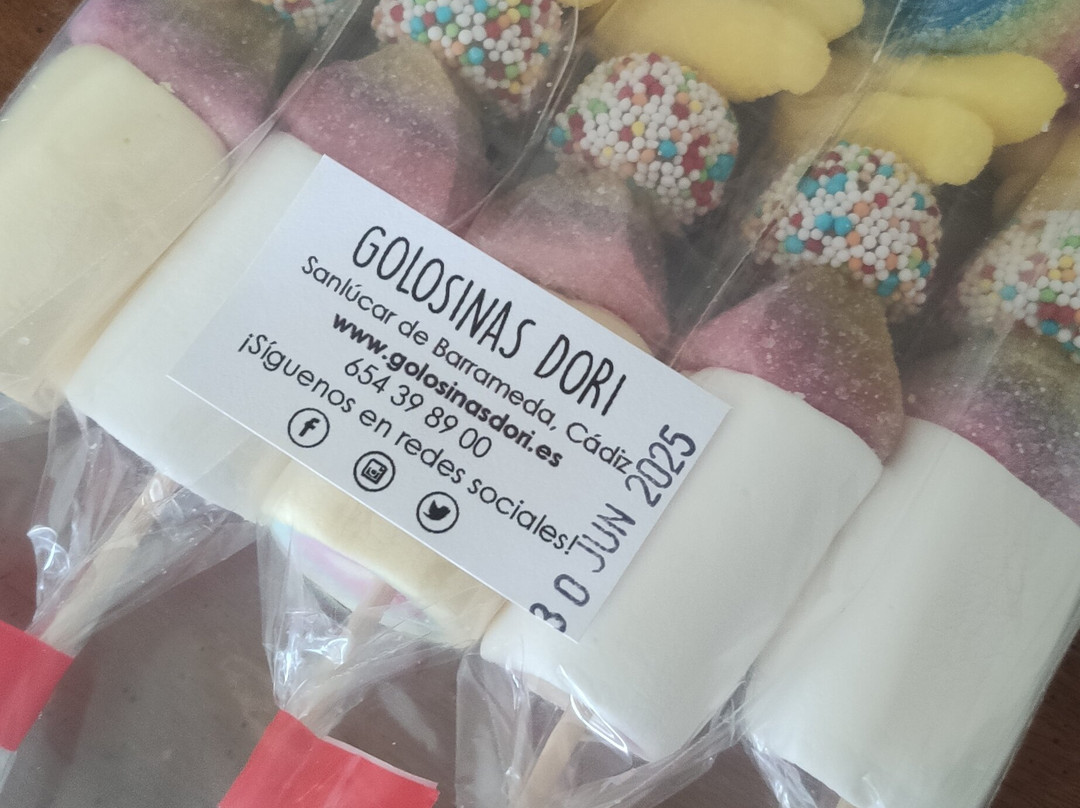 GOLOSINAS DORI
Sanlúcar de Barrameda, Cádiz
www.golosinasdori.es
654 39 89 00
¡Síguenos en redes sociales!
30 JUN 2025